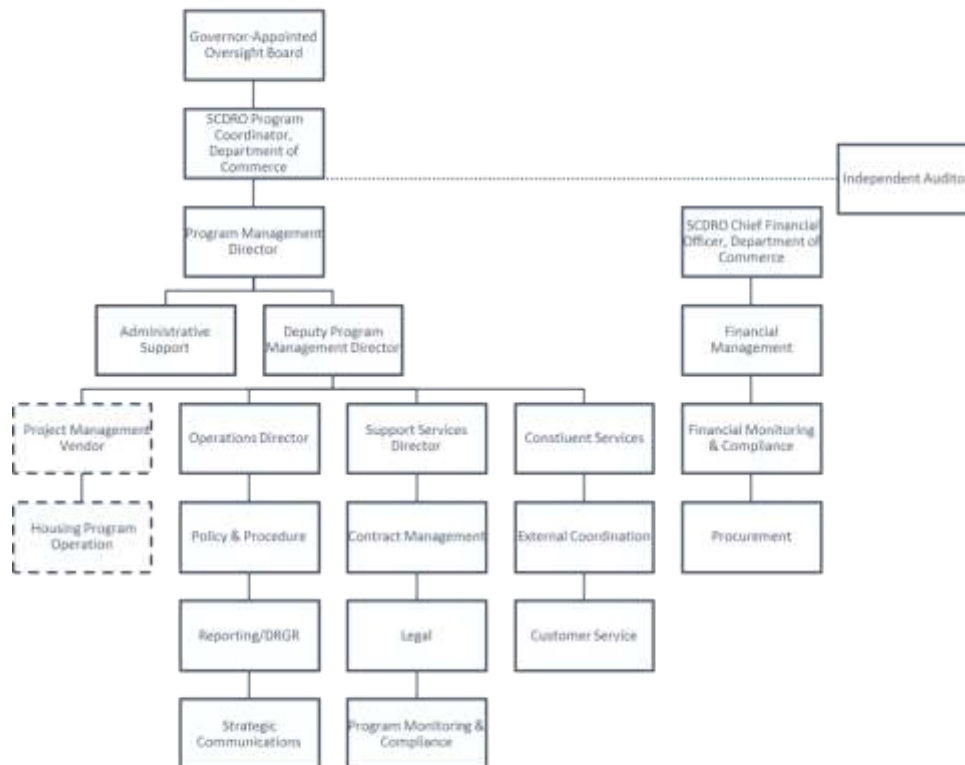 Governor-Appointed
Oversight Board
SCDRO Program
Coordinator,
Department of
Commerce
Independent Audito
Program Management
Director
SCDRO Chief Financial
Officer, Department of
Commerce
Administrative
Support
Deputy Program
Management Director
Financial
Management
Project Management
Vendor
Operations Director
Support Services
Director
Constiuent Services
Financial Monitoring
& Compliance
Housing Program
Operation
Policy & Procedure
Contract Management
External Coordination
Procurement
Reporting/DRGR
Legal
Customer Service
Strategic
Communications
Program Monitoring &
Compliance